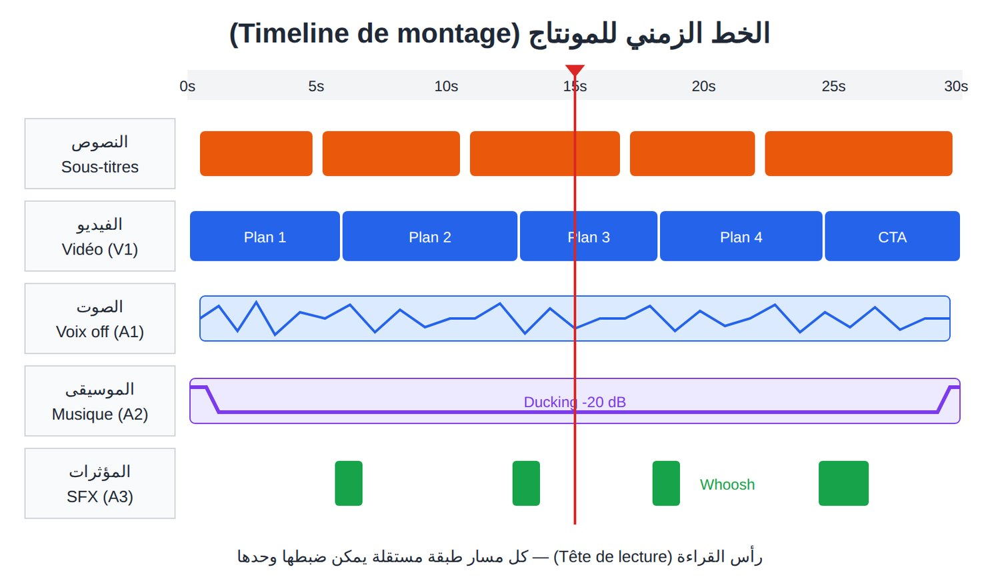 الخط الزمني للمونتاج (Timeline de montage)
0s 5s 10s 15s 20s 25s 30s
النصوص
Sous-titres
الفيديو
Vidéo (V1)
Plan 1 Plan 2 Plan 3 Plan 4 CTA
الصوت
Voix off (A1)
الموسيقى
Musique (A2)
Ducking -20 dB
المؤثرات
SFX (A3)
Whoosh
رأس القراءة (Tête de lecture) — كل مسار طبقة مستقلة يمكن ضبطها وحدها